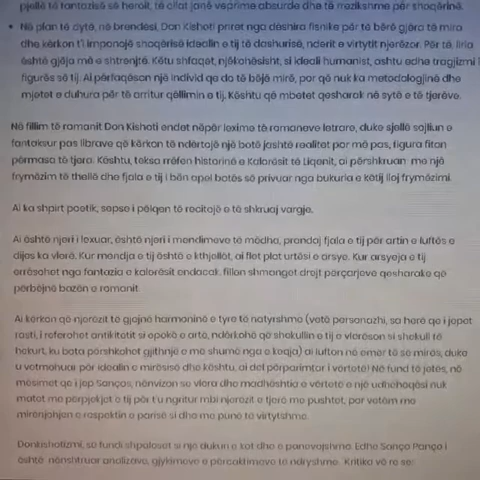 pjellë të fantazisë së heroit, të cilat janë veprime absurde dhe të rrezikshme për shoqërinë.
Në plan të dytë, në brendësi, Don Kishoti priret nga dëshira fisnike për të bërë gjëra të mira
dhe kërkon t'i imponojë shoqërisë idealin e tij të dashurisë, nderit e virtytit njerëzor. Për të, liria
është gjëja më e shtrenjtë. Këtu shfaqet, njëkohësisht, si ideali humanist, ashtu edhe tragjizmi i
figurës së tij. Ai përfaqëson një individ qe do të bëjë mirë, por që nuk ka metodologjinë dhe
mjetet e duhura për të arritur qëllimin e tij. Kështu që mbetet qesharak në sytë e të tjerëve.
Në fillim të romanit Don Kishoti endet nëpër lexime të romaneve letrare, duke sjellë sajimin e
fantaksur pas librave që kërkon të ndërtojë një botë jashtë realitet por më pas, figura fiton
përmasa të tjera. Kështu, teksa rrëfen historinë e Kalorësit të Liqenit, ai përshkruan me një
frymëzim të thellë dhe fjala e tij i bën apel botës së privuar nga bukuria e këtij lloj frymëzimi.
Ai ka shpirt poetik, sepse i pëlqen të recitojë e të shkruaj vargje.
Ai është njeri i lexuar, është njeri i mendimeve të mëdha, prandaj fjala e tij për artin e luftës e
dijes ka vlerë. Kur mendja e tij është e kthjellët, ai flet plot urtësi e arsye. Kur arsyeja e tij
errësohet nga fantazia e kalorësit endacak, fillon shmanget drejt përçarjeve qesharake që
përbëjnë bazën e romanit.
Ai kërkon që njerëzit të gjejnë harmoninë e tyre të natyrshme (vetë personazhi, sa herë që i jepet
rasti, i referohet antikitetit si epokë e artë, ndërkohë që shekullin e tij e vlerëson si shekull të
hekurt, ku bota përshkohet gjithnjë e më shumë nga e keqja) ai lufton në emër të së mirës, duke
u vetmohuar për idealin e mirësisë dhe kështu, ai del përparimtar i vërtetë! Në fund të jetës, në
mësimet që i jep Sanços, nënvizon se vlera dhe madhështia e vërtetë e një udhëheqësi nuk
matet me përpjekjet e tij për t'u ngritur mbi njerëzit e tjerë me pushtet, por vetëm me
mirënjohjen e respektin e parisë si dhe me punë të virtytshme.
Donkishotizmi, së fundi shpaloset si një dukuri e kot dhe e panevojshme. Edhe Sanço Panço i
është nënshtruar analizave, gjykimeve e përcaktimeve të ndryshme. Kritika vë re se: